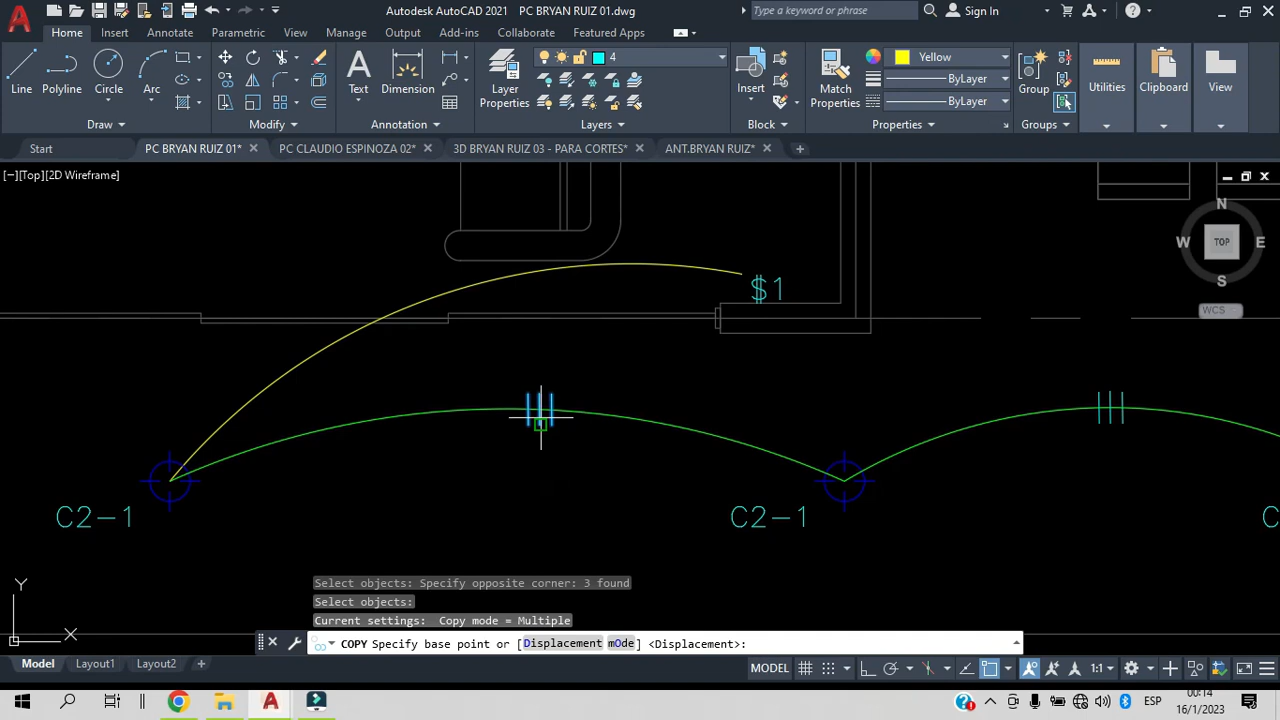 Autodesk AutoCAD 2021 PC BRYAN RUIZ 01.dwg
Type a keyword or phrase
Sign In
Home Insert Annotate Parametric View Manage Output Add-ins Collaborate Featured Apps
Line Polyline Circle Arc
Text Dimension
Layer Properties
4
Insert
Match Properties
Yellow
ByLayer
ByLayer
Group
Utilities
Clipboard
View
Draw Modify Annotation Layers Block Properties Groups
Start PC BRYAN RUIZ 01* PC CLAUDIO ESPINOZA 02* 3D BRYAN RUIZ 03 - PARA CORTES* ANT.BRYAN RUIZ*
[−][Top][2D Wireframe]
N
W TOP E
S
WCS
$1
C2-1 C2-1 C
Select objects: Specify opposite corner: 3 found
Select objects:
Current settings: Copy mode = Multiple
COPY Specify base point or [Displacement mOde] <Displacement>:
Y
X
Model Layout1 Layout2
MODEL
1:1
ESP
00:14
16/1/2023